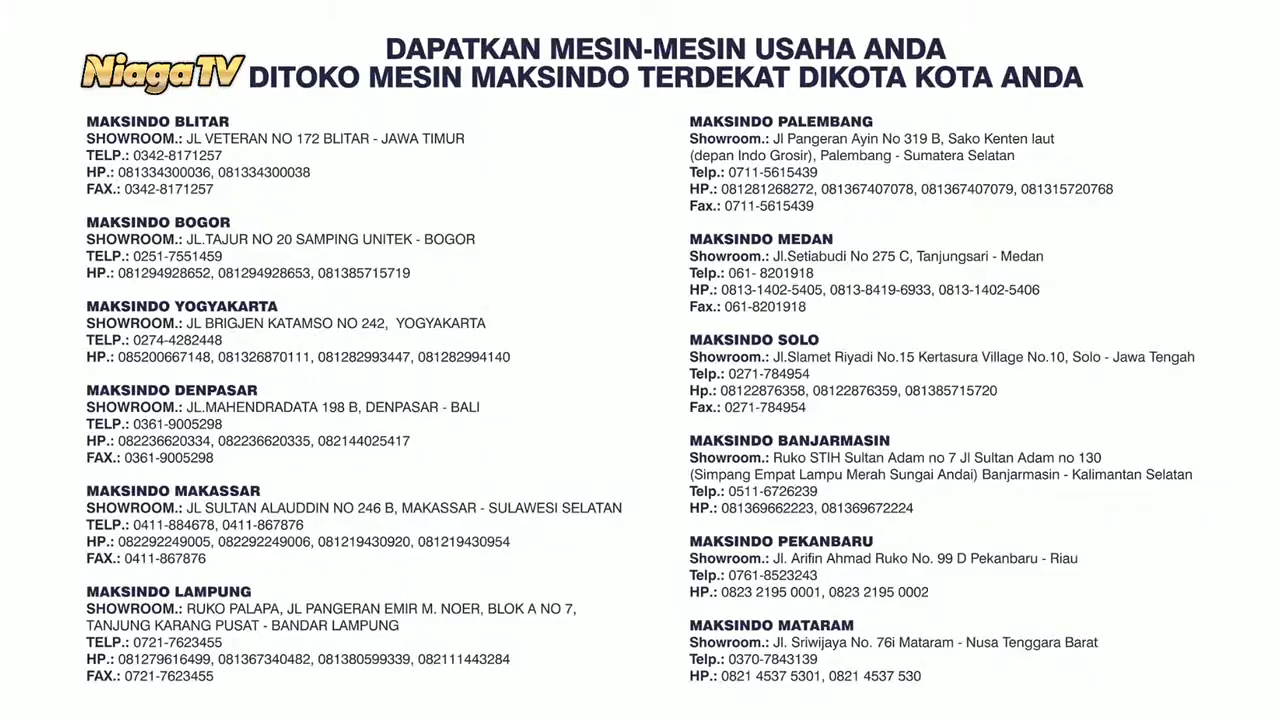 NiagaTV
DAPATKAN MESIN-MESIN USAHA ANDA
DITOKO MESIN MAKSINDO TERDEKAT DIKOTA KOTA ANDA
MAKSINDO BLITAR
SHOWROOM.: JL VETERAN NO 172 BLITAR - JAWA TIMUR
TELP.: 0342-8171257
HP.: 081334300036, 081334300038
FAX.: 0342-8171257
MAKSINDO BOGOR
SHOWROOM.: JL.TAJUR NO 20 SAMPING UNITEK - BOGOR
TELP.: 0251-7551459
HP.: 081294928652, 081294928653, 081385715719
MAKSINDO YOGYAKARTA
SHOWROOM.: JL BRIGJEN KATAMSO NO 242, YOGYAKARTA
TELP.: 0274-4282448
HP.: 085200667148, 081326870111, 081282993447, 081282994140
MAKSINDO DENPASAR
SHOWROOM.: JL.MAHENDRADATA 198 B, DENPASAR - BALI
TELP.: 0361-9005298
HP.: 082236620334, 082236620335, 082144025417
FAX.: 0361-9005298
MAKSINDO MAKASSAR
SHOWROOM.: JL SULTAN ALAUDDIN NO 246 B, MAKASSAR - SULAWESI SELATAN
TELP.: 0411-884678, 0411-867876
HP.: 082292249005, 082292249006, 081219430920, 081219430954
FAX.: 0411-867876
MAKSINDO LAMPUNG
SHOWROOM.: RUKO PALAPA, JL PANGERAN EMIR M. NOER, BLOK A NO 7,
TANJUNG KARANG PUSAT - BANDAR LAMPUNG
TELP.: 0721-7623455
HP.: 081279616499, 081367340482, 081380599339, 082111443284
FAX.: 0721-7623455
MAKSINDO PALEMBANG
Showroom.: Jl Pangeran Ayin No 319 B, Sako Kenten laut
(depan Indo Grosir), Palembang - Sumatera Selatan
Telp.: 0711-5615439
HP.: 081281268272, 081367407078, 081367407079, 081315720768
Fax.: 0711-5615439
MAKSINDO MEDAN
Showroom.: Jl.Setiabudi No 275 C, Tanjungsari - Medan
Telp.: 061- 8201918
HP.: 0813-1402-5405, 0813-8419-6933, 0813-1402-5406
Fax.: 061-8201918
MAKSINDO SOLO
Showroom.: Jl.Slamet Riyadi No.15 Kertasura Village No.10, Solo - Jawa Tengah
Telp.: 0271-784954
Hp.: 08122876358, 08122876359, 081385715720
Fax.: 0271-784954
MAKSINDO BANJARMASIN
Showroom.: Ruko STIH Sultan Adam no 7 Jl Sultan Adam no 130
(Simpang Empat Lampu Merah Sungai Andai) Banjarmasin - Kalimantan Selatan
Telp.: 0511-6726239
HP.: 081369662223, 081369672224
MAKSINDO PEKANBARU
Showroom.: Jl. Arifin Ahmad Ruko No. 99 D Pekanbaru - Riau
Telp.: 0761-8523243
HP.: 0823 2195 0001, 0823 2195 0002
MAKSINDO MATARAM
Showroom.: Jl. Sriwijaya No. 76i Mataram - Nusa Tenggara Barat
Telp.: 0370-7843139
HP.: 0821 4537 5301, 0821 4537 530